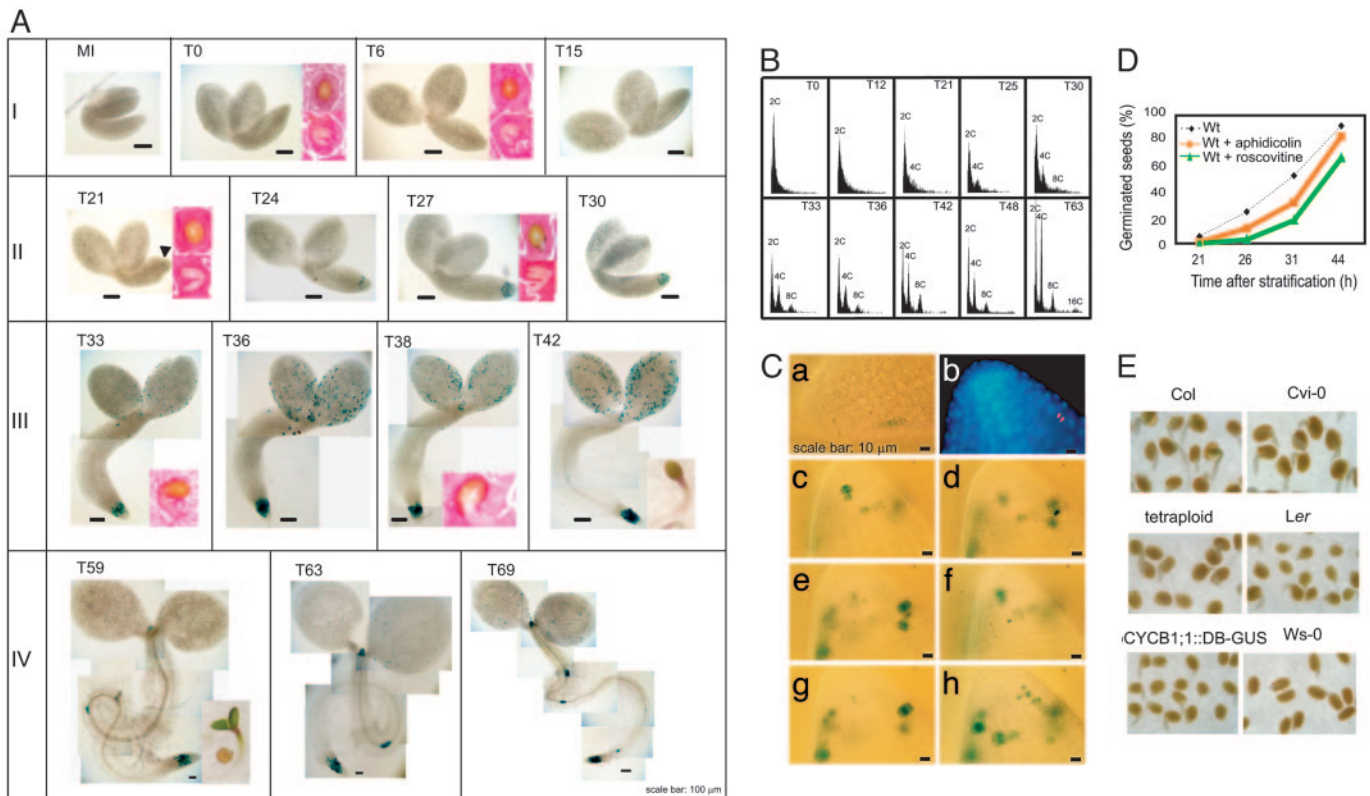 A
MI
T0
T6
T15
I
T21
T24
T27
T30
II
T33
T36
T38
T42
III
T59
T63
T69
IV
scale bar: 100 μm
B
T0
2C
T12
2C
T21
2C
4C
T25
2C
4C
T30
2C
4C
8C
T33
2C
4C
8C
T36
2C
4C
8C
T42
2C
4C
8C
T48
2C
4C
8C
T63
2C
4C
8C
16C
C
a
scale bar: 10 μm
b
c
d
e
f
g
h
D
Germinated seeds (%)
100
80
60
40
20
0
Wt
Wt + aphidicolin
Wt + roscovitine
21 26 31 44
Time after stratification (h)
E
Col
Cvi-0
tetraploid
Ler
CYCB1;1::DB-GUS
Ws-0